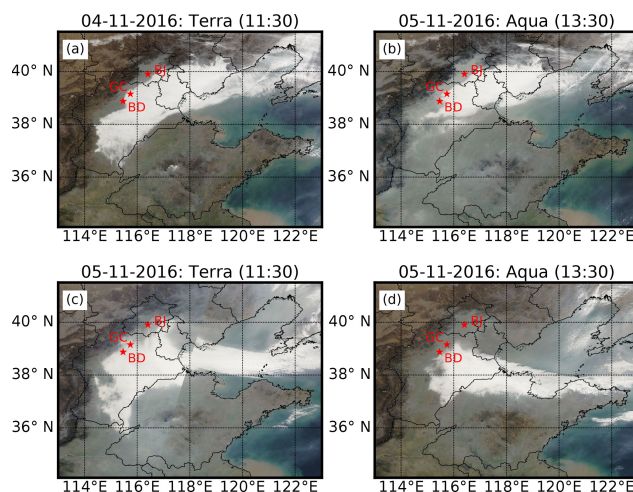 04-11-2016: Terra (11:30)
05-11-2016: Aqua (13:30)
(a)
(b)
40° N
38° N
36° N
BJ
GC
BD
40° N
38° N
36° N
BJ
GC
BD
114°E 116°E 118°E 120°E 122°E
114°E 116°E 118°E 120°E 122°E
05-11-2016: Terra (11:30)
05-11-2016: Aqua (13:30)
(c)
(d)
40° N
38° N
36° N
BJ
GC
BD
40° N
38° N
36° N
BJ
GC
BD
114°E 116°E 118°E 120°E 122°E
114°E 116°E 118°E 120°E 122°E